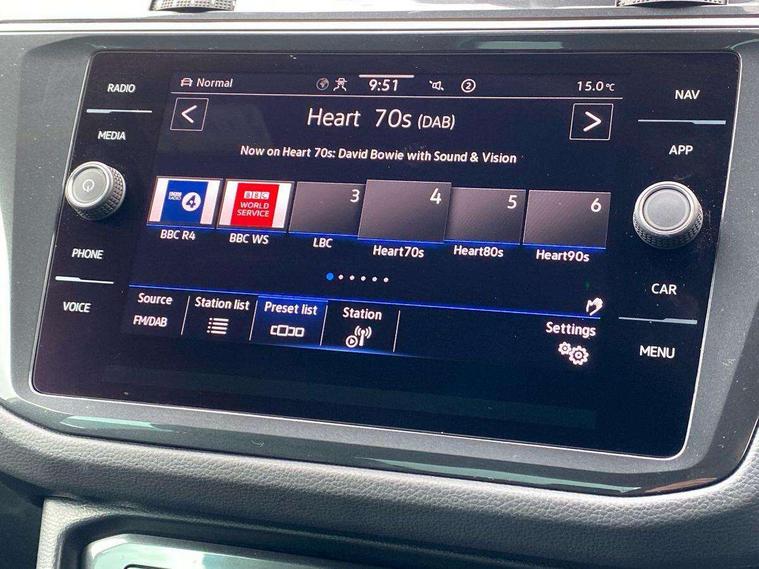 RADIO
MEDIA
PHONE
VOICE
Normal
9:51
2
15.0°C
<
Heart 70s (DAB)
>
Now on Heart 70s: David Bowie with Sound & Vision
BBC
RADIO
4
BBC
WORLD
SERVICE
3
4
5
6
BBC R4
BBC WS
LBC
Heart70s
Heart80s
Heart90s
Source
FM/DAB
Station list
Preset list
Station
Settings
NAV
APP
CAR
MENU